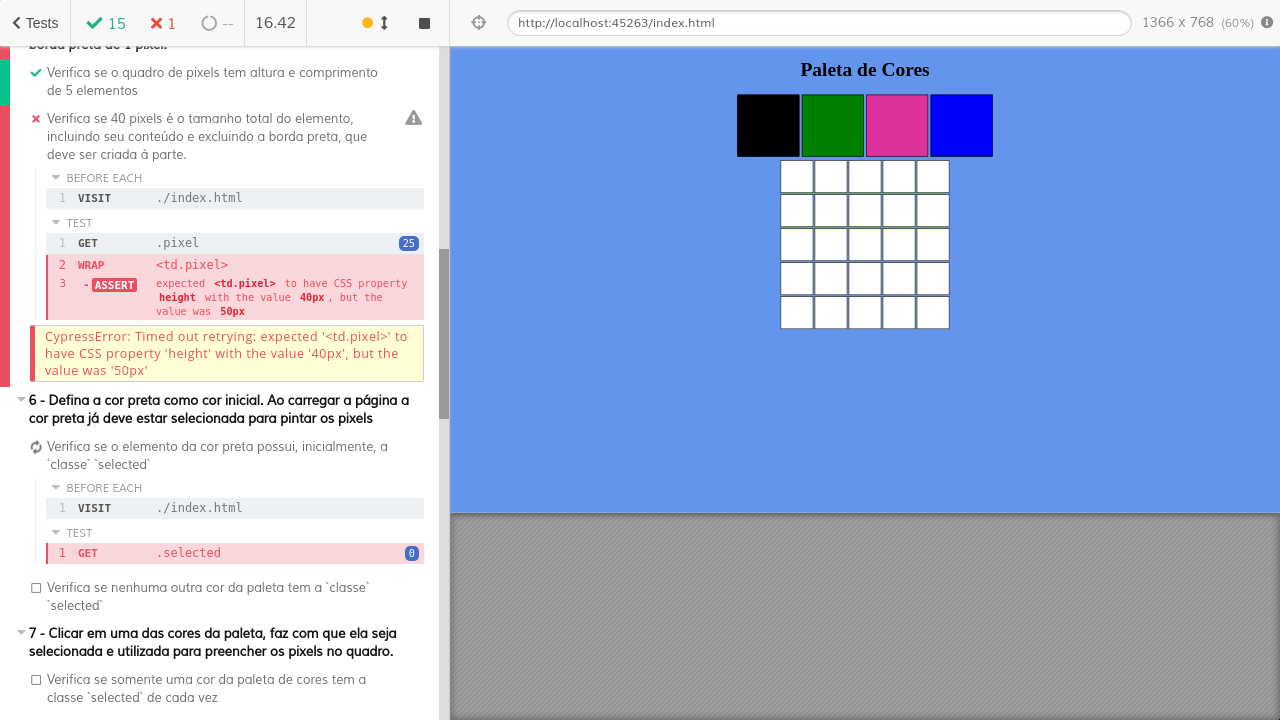 Tests
15
1
--
16.42
http://localhost:45263/index.html
1366 x 768 (60%)
borda preta de 1 pixel.
Verifica se o quadro de pixels tem altura e comprimento
de 5 elementos
Verifica se 40 pixels é o tamanho total do elemento,
incluindo seu conteúdo e excluindo a borda preta, que
deve ser criada à parte.
BEFORE EACH
1 VISIT ./index.html
TEST
1 GET .pixel 25
2 WRAP <td.pixel>
3 - ASSERT expected <td.pixel> to have CSS property
height with the value 40px, but the
value was 50px
CypressError: Timed out retrying: expected '<td.pixel>' to
have CSS property 'height' with the value '40px', but the
value was '50px'
6 - Defina a cor preta como cor inicial. Ao carregar a página a
cor preta já deve estar selecionada para pintar os pixels
Verifica se o elemento da cor preta possui, inicialmente, a
`classe` `selected`
BEFORE EACH
1 VISIT ./index.html
TEST
1 GET .selected 0
Verifica se nenhuma outra cor da paleta tem a `classe`
`selected`
7 - Clicar em uma das cores da paleta, faz com que ela seja
selecionada e utilizada para preencher os pixels no quadro.
Verifica se somente uma cor da paleta de cores tem a
classe `selected` de cada vez
Paleta de Cores